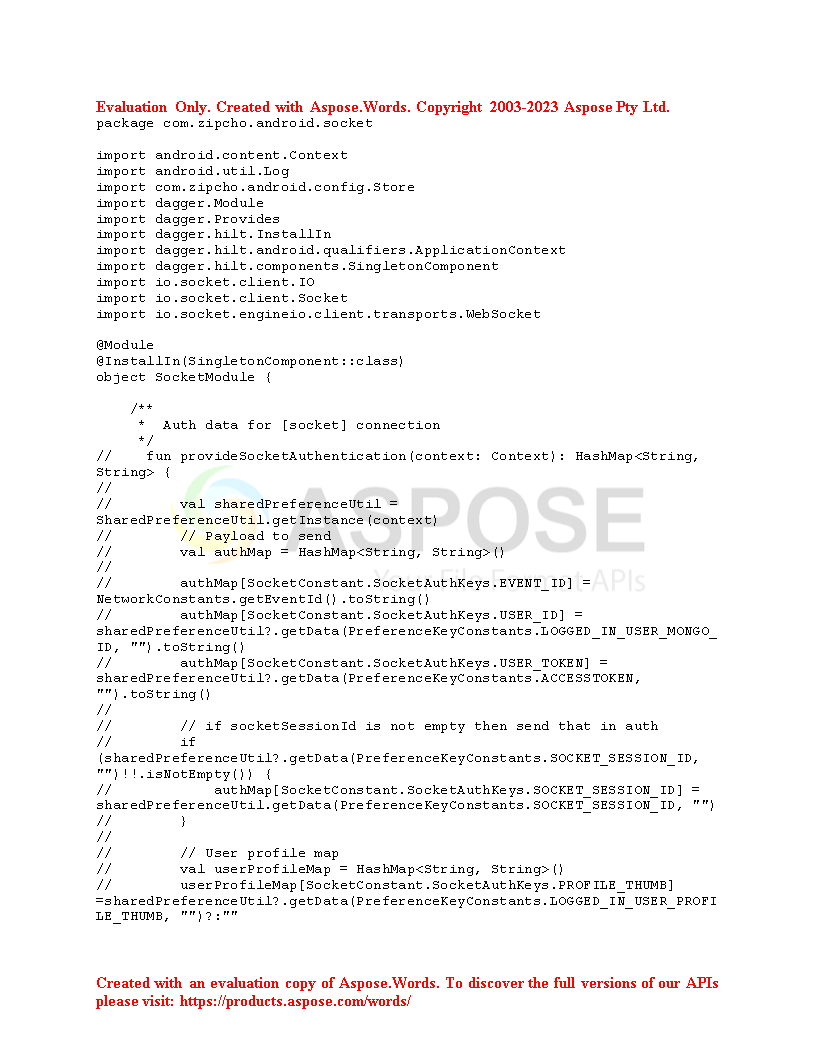 Evaluation Only. Created with Aspose.Words. Copyright 2003-2023 Aspose Pty Ltd.
package com.zipcho.android.socket

import android.content.Context
import android.util.Log
import com.zipcho.android.config.Store
import dagger.Module
import dagger.Provides
import dagger.hilt.InstallIn
import dagger.hilt.android.qualifiers.ApplicationContext
import dagger.hilt.components.SingletonComponent
import io.socket.client.IO
import io.socket.client.Socket
import io.socket.engineio.client.transports.WebSocket

@Module
@InstallIn(SingletonComponent::class)
object SocketModule {

    /**
     *  Auth data for [socket] connection
     */
//    fun provideSocketAuthentication(context: Context): HashMap<String,
String> {
//
//        val sharedPreferenceUtil =
SharedPreferenceUtil.getInstance(context)
//        // Payload to send
//        val authMap = HashMap<String, String>()
//
//        authMap[SocketConstant.SocketAuthKeys.EVENT_ID] =
NetworkConstants.getEventId().toString()
//        authMap[SocketConstant.SocketAuthKeys.USER_ID] =
sharedPreferenceUtil?.getData(PreferenceKeyConstants.LOGGED_IN_USER_MONGO_
ID, "").toString()
//        authMap[SocketConstant.SocketAuthKeys.USER_TOKEN] =
sharedPreferenceUtil?.getData(PreferenceKeyConstants.ACCESSTOKEN,
"").toString()
//
//        // if socketSessionId is not empty then send that in auth
//        if
(sharedPreferenceUtil?.getData(PreferenceKeyConstants.SOCKET_SESSION_ID,
"")!!.isNotEmpty()) {
//            authMap[SocketConstant.SocketAuthKeys.SOCKET_SESSION_ID] =
sharedPreferenceUtil.getData(PreferenceKeyConstants.SOCKET_SESSION_ID, "")
//        }
//
//        // User profile map
//        val userProfileMap = HashMap<String, String>()
//        userProfileMap[SocketConstant.SocketAuthKeys.PROFILE_THUMB]
=sharedPreferenceUtil?.getData(PreferenceKeyConstants.LOGGED_IN_USER_PROFI
LE_THUMB, "")?:""
ASPOSE
Your File Format APIs
Created with an evaluation copy of Aspose.Words. To discover the full versions of our APIs
please visit: https://products.aspose.com/words/